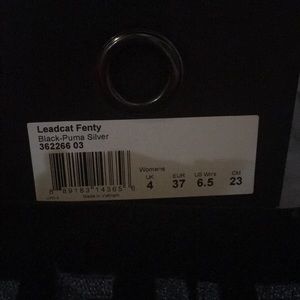 Leadcat Fenty
Black-Puma Silver
362266 03
Womens
UK EUR US Wms CM
4 37 6.5 23
Made in Vietnam